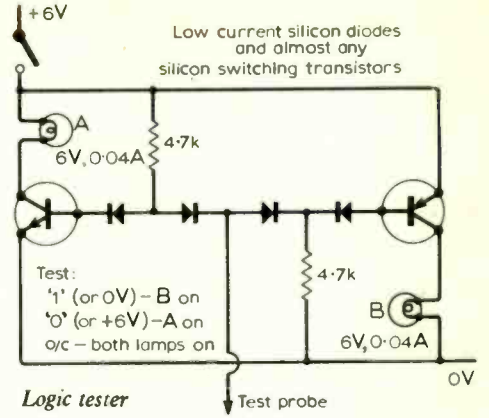 +6V
Low current silicon diodes
and almost any
silicon switching transistors
A
6V, 0·04A
4·7k
4·7k
Test:
'1' (or 0V) – B on
'0' (or +6V) – A on
o/c – both lamps on
B
6V, 0·04A
0V
Logic tester
Test probe